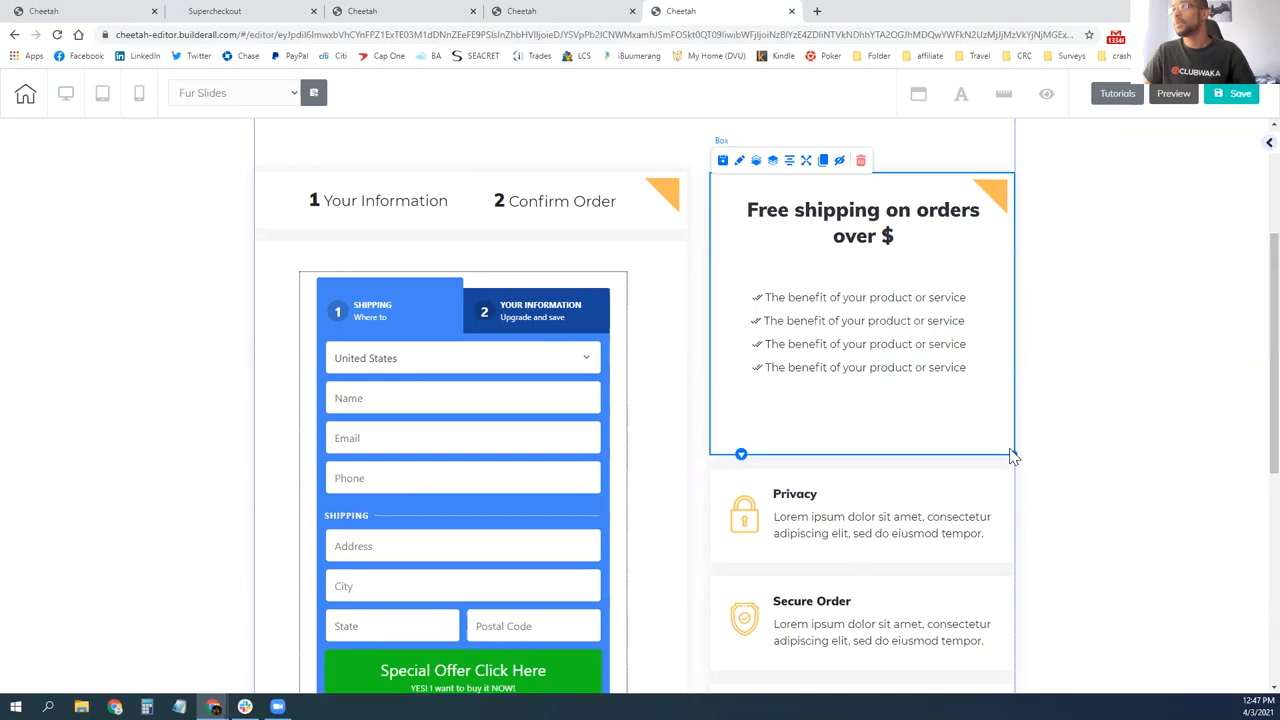 Cheetah
Supercheckout
Cheetah
Cheetah
Cheetah
Apps
Facebook
LinkedIn
Twitter
Chase
PayPal
Citi
Cap One
BA
SEACRET
Trades
LCS
iBuumerang
My Home (DVU)
Kindle
Poker
Folder
affiliate
Travel
CRC
Surveys
@CLUBWAKA
Fur Slides
Tutorials
Preview
Save
Box
1 Your Information
2 Confirm Order
Free shipping on orders
over $
The benefit of your product or service
The benefit of your product or service
The benefit of your product or service
The benefit of your product or service
1
SHIPPING
Where to
2
YOUR INFORMATION
Upgrade and save
United States
Name
Email
Phone
SHIPPING
Address
City
State
Postal Code
Special Offer Click Here
YES! I want to buy it NOW!
Privacy
Lorem ipsum dolor sit amet, consectetur
adipiscing elit, sed do eiusmod tempor.
Secure Order
Lorem ipsum dolor sit amet, consectetur
adipiscing elit, sed do eiusmod tempor.
12:47 PM
4/3/2021